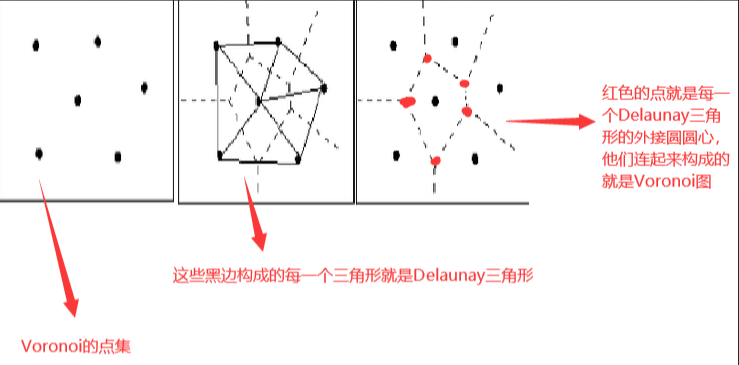 红色的点就是每一
个Delaunay三角
形的外接圆圆心，
他们连起来构成的
就是Voronoi图
这些黑边构成的每一个三角形就是Delaunay三角形
Voronoi的点集